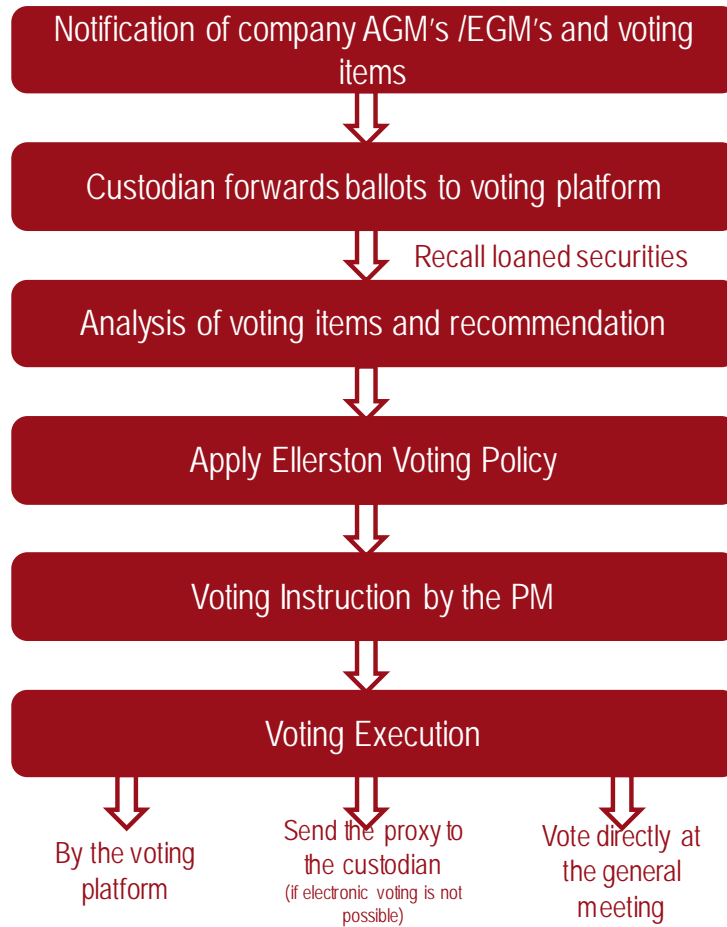 Notification of company AGM's /EGM's and voting
items
Custodian forwards ballots to voting platform
Recall loaned securities
Analysis of voting items and recommendation
Apply Ellerston Voting Policy
Voting Instruction by the PM
Voting Execution
By the voting
platform
Send the proxy to
the custodian
(if electronic voting is not
possible)
Vote directly at
the general
meeting